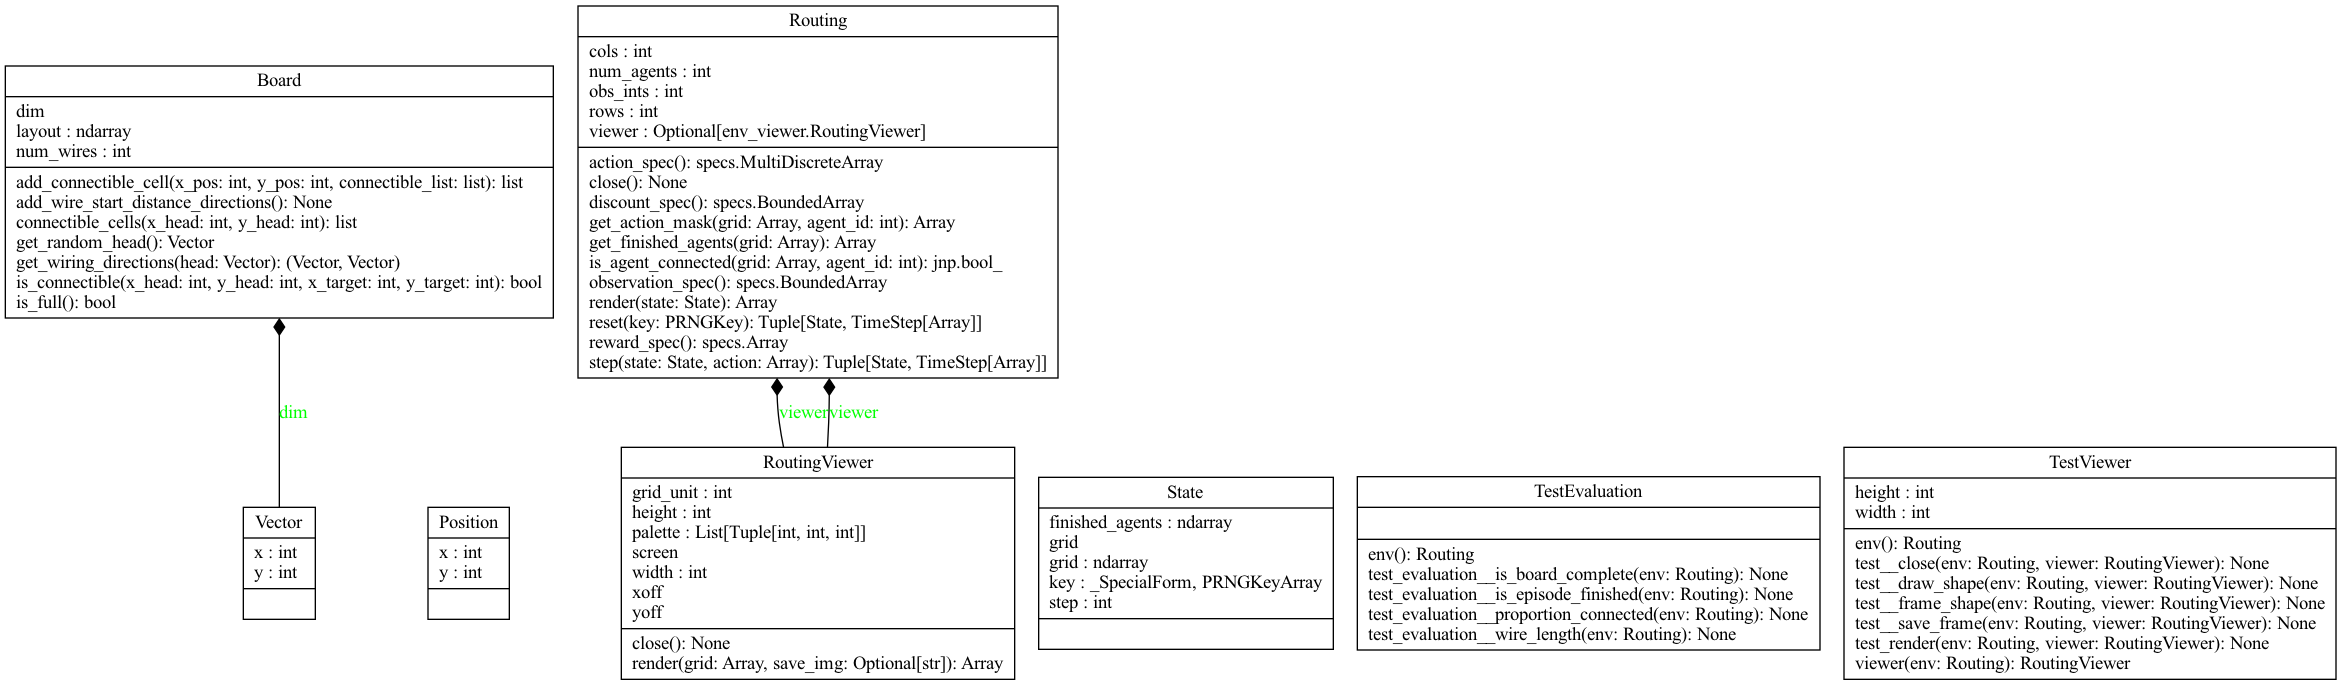 Board
dim
layout : ndarray
num_wires : int
add_connectible_cell(x_pos: int, y_pos: int, connectible_list: list): list
add_wire_start_distance_directions(): None
connectible_cells(x_head: int, y_head: int): list
get_random_head(): Vector
get_wiring_directions(head: Vector): (Vector, Vector)
is_connectible(x_head: int, y_head: int, x_target: int, y_target: int): bool
is_full(): bool
Routing
cols : int
num_agents : int
obs_ints : int
rows : int
viewer : Optional[env_viewer.RoutingViewer]
action_spec(): specs.MultiDiscreteArray
close(): None
discount_spec(): specs.BoundedArray
get_action_mask(grid: Array, agent_id: int): Array
get_finished_agents(grid: Array): Array
is_agent_connected(grid: Array, agent_id: int): jnp.bool_
observation_spec(): specs.BoundedArray
render(state: State): Array
reset(key: PRNGKey): Tuple[State, TimeStep[Array]]
reward_spec(): specs.Array
step(state: State, action: Array): Tuple[State, TimeStep[Array]]
dim
viewer
viewer
Vector
x : int
y : int
Position
x : int
y : int
RoutingViewer
grid_unit : int
height : int
palette : List[Tuple[int, int, int]]
screen
width : int
xoff
yoff
close(): None
render(grid: Array, save_img: Optional[str]): Array
State
finished_agents : ndarray
grid
grid : ndarray
key : _SpecialForm, PRNGKeyArray
step : int
TestEvaluation
env(): Routing
test_evaluation__is_board_complete(env: Routing): None
test_evaluation__is_episode_finished(env: Routing): None
test_evaluation__proportion_connected(env: Routing): None
test_evaluation__wire_length(env: Routing): None
TestViewer
height : int
width : int
env(): Routing
test__close(env: Routing, viewer: RoutingViewer): None
test__draw_shape(env: Routing, viewer: RoutingViewer): None
test__frame_shape(env: Routing, viewer: RoutingViewer): None
test__save_frame(env: Routing, viewer: RoutingViewer): None
test_render(env: Routing, viewer: RoutingViewer): None
viewer(env: Routing): RoutingViewer